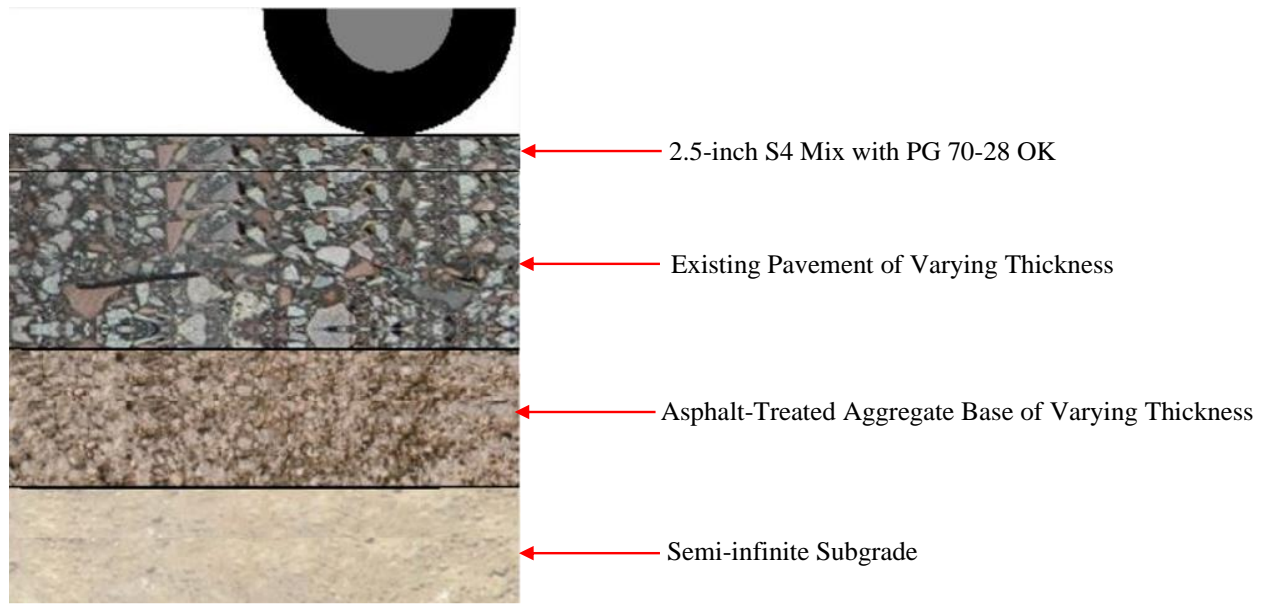 2.5-inch S4 Mix with PG 70-28 OK
Existing Pavement of Varying Thickness
Asphalt-Treated Aggregate Base of Varying Thickness
Semi-infinite Subgrade